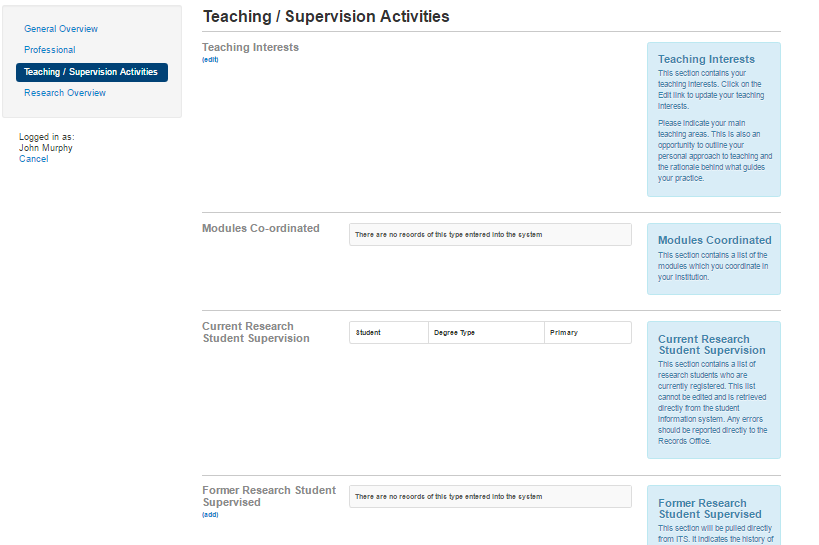 General Overview
Professional
Teaching / Supervision Activities
Research Overview
Logged in as:
John Murphy
Cancel
Teaching / Supervision Activities
Teaching Interests
(edit)
Teaching Interests
This section contains your
teaching interests. Click on the
Edit link to update your teaching
interests.
Please indicate your main
teaching areas. This is also an
opportunity to outline your
personal approach to teaching and
the rationale behind what guides
your practice.
Modules Co-ordinated
There are no records of this type entered into the system
Modules Coordinated
This section contains a list of the
modules which you coordinate in
your institution.
Current Research
Student Supervision
Student Degree Type Primary
Current Research
Student Supervision
This section contains a list of
research students who are
currently registered. This list
cannot be edited and is retrieved
directly from the student
information system. Any errors
should be reported directly to the
Records Office.
Former Research Student
Supervised
(add)
There are no records of this type entered into the system
Former Research
Student Supervised
This section will be pulled directly
from ITS. It indicates the history of